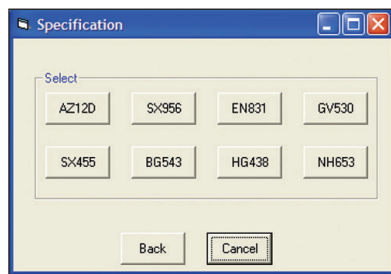 Specification
Select
AZ12D SX956 EN831 GV530
SX455 BG543 HG438 NH653
Back Cancel